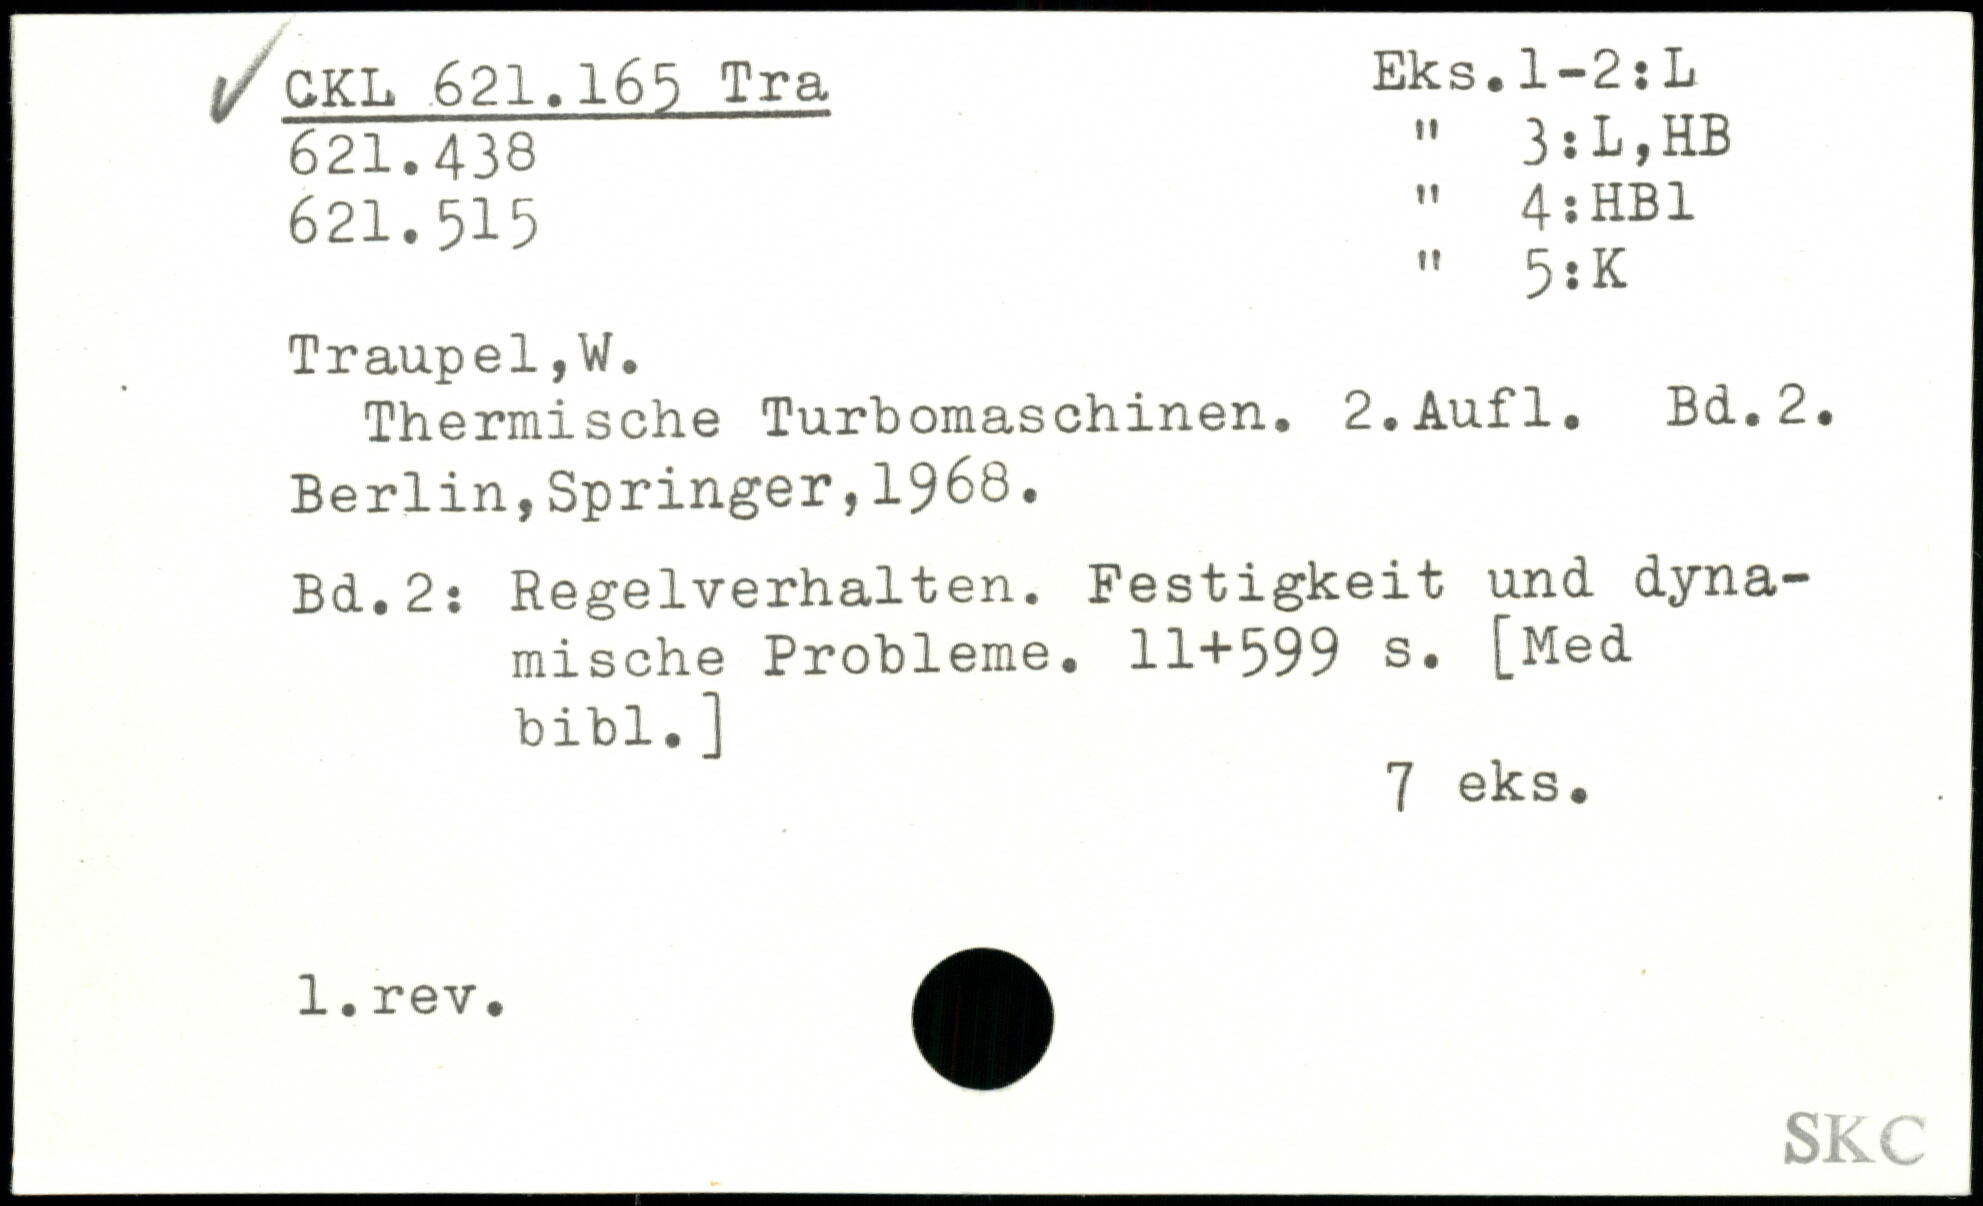 CKL 621.165 Tra
621.438
621.515
Eks.1-2:L
" 3:L,HB
" 4:HB1
" 5:K
Traupel,W.
Thermische Turbomaschinen. 2.Aufl. Bd.2.
Berlin,Springer,1968.
Bd.2: Regelverhalten. Festigkeit und dyna-
mische Probleme. 11+599 s. [Med
bibl.]
7 eks.
1.rev.
SKC